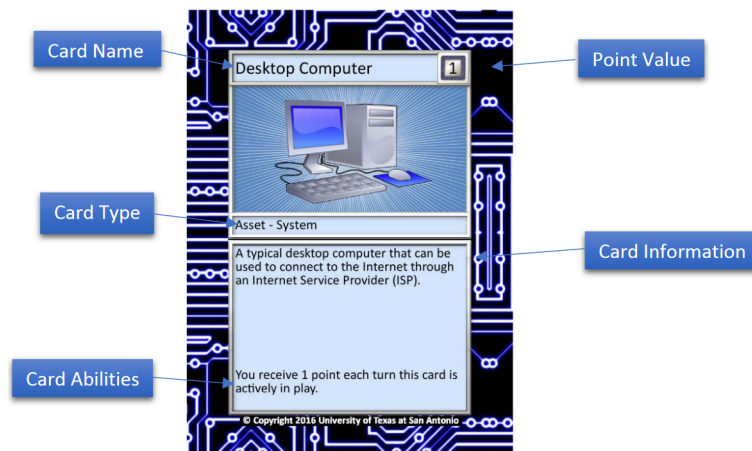 Card Name
Desktop Computer
1
Point Value
Card Type
Asset - System
A typical desktop computer that can be
used to connect to the Internet through
an Internet Service Provider (ISP).
Card Information
Card Abilities
You receive 1 point each turn this card is
actively in play.
© Copyright 2016 University of Texas at San Antonio